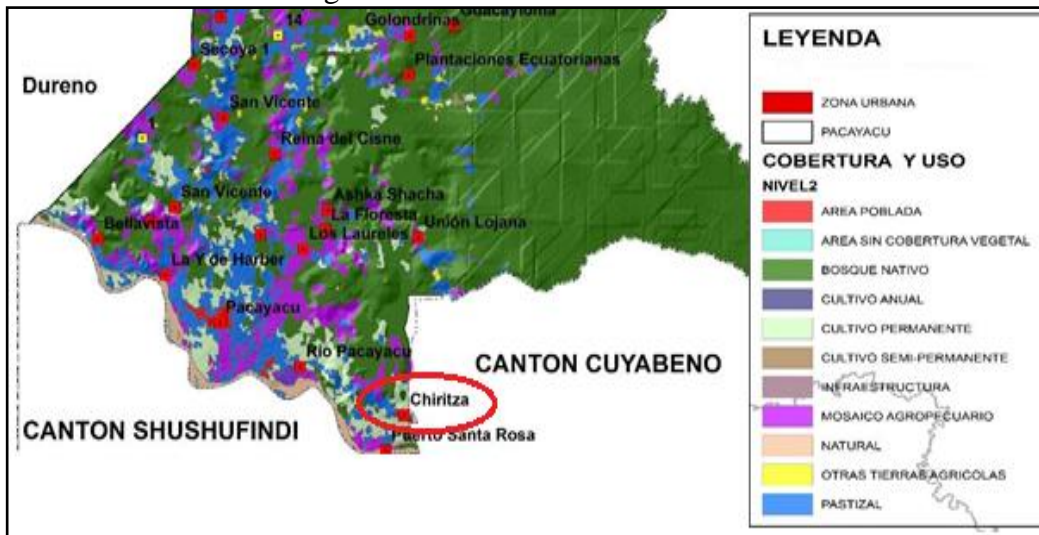 14
Golondrinas
Secoya 1
Plantaciones Ecuatorianas
Dureno
San Vicente
1
Reina del Cisne
San Vicente
Ashka Shacha
La Floresta
Bellavista
Los Laureles
Unión Lojana
La Y de Harber
Pacayacu
Río Pacayacu
CANTON CUYABENO
Chiritza
CANTON SHUSHUFINDI
Puerto Santa Rosa
LEYENDA
ZONA URBANA
PACAYACU
COBERTURA Y USO
NIVEL2
AREA POBLADA
AREA SIN COBERTURA VEGETAL
BOSQUE NATIVO
CULTIVO ANUAL
CULTIVO PERMANENTE
CULTIVO SEMI-PERMANENTE
INFRAESTRUCTURA
MOSAICO AGROPECUARIO
NATURAL
OTRAS TIERRAS AGRICOLAS
PASTIZAL